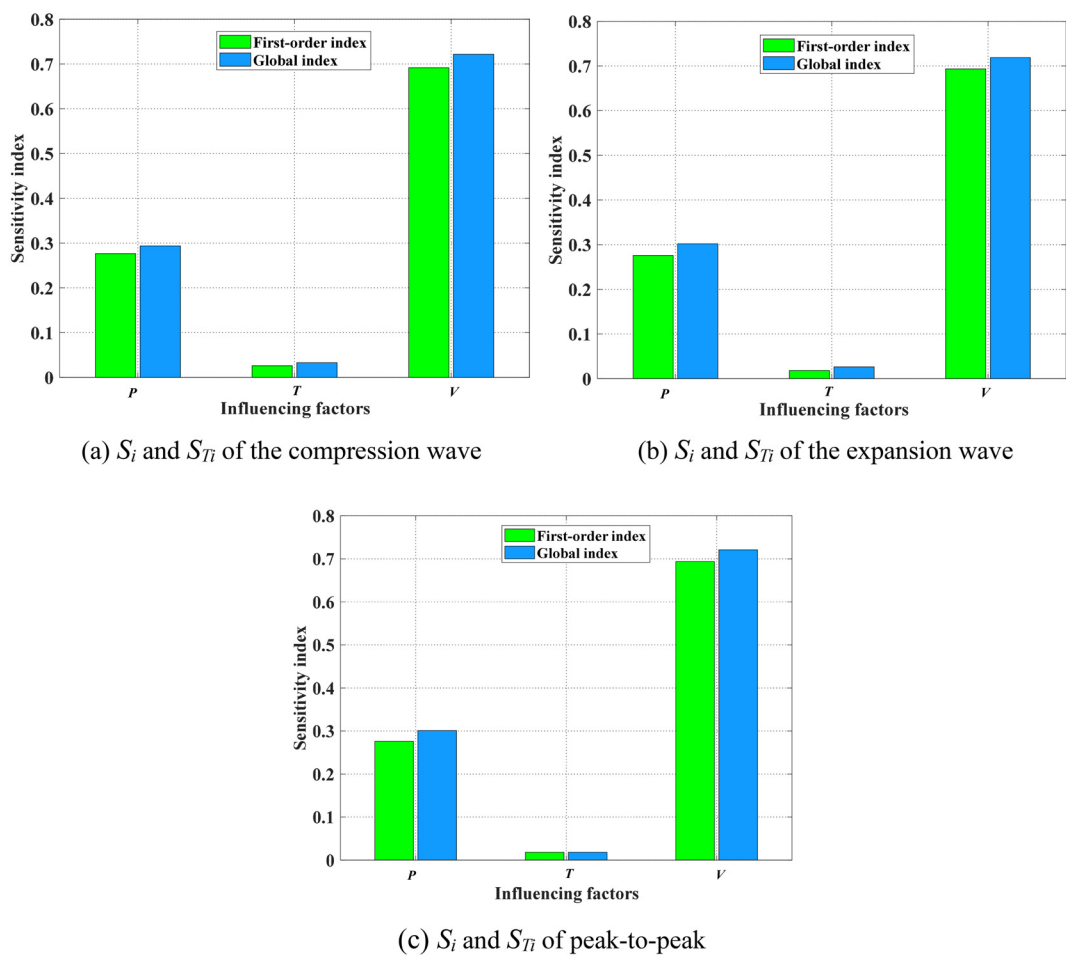 0.8
0.7
0.6
0.5
0.4
0.3
0.2
0.1
0
Sensitivity index
First-order index
Global index
P T V
Influencing factors
(a) Si and STi of the compression wave
0.8
0.7
0.6
0.5
0.4
0.3
0.2
0.1
0
Sensitivity index
First-order index
Global index
P T V
Influencing factors
(b) Si and STi of the expansion wave
0.8
0.7
0.6
0.5
0.4
0.3
0.2
0.1
0
Sensitivity index
First-order index
Global index
P T V
Influencing factors
(c) Si and STi of peak-to-peak